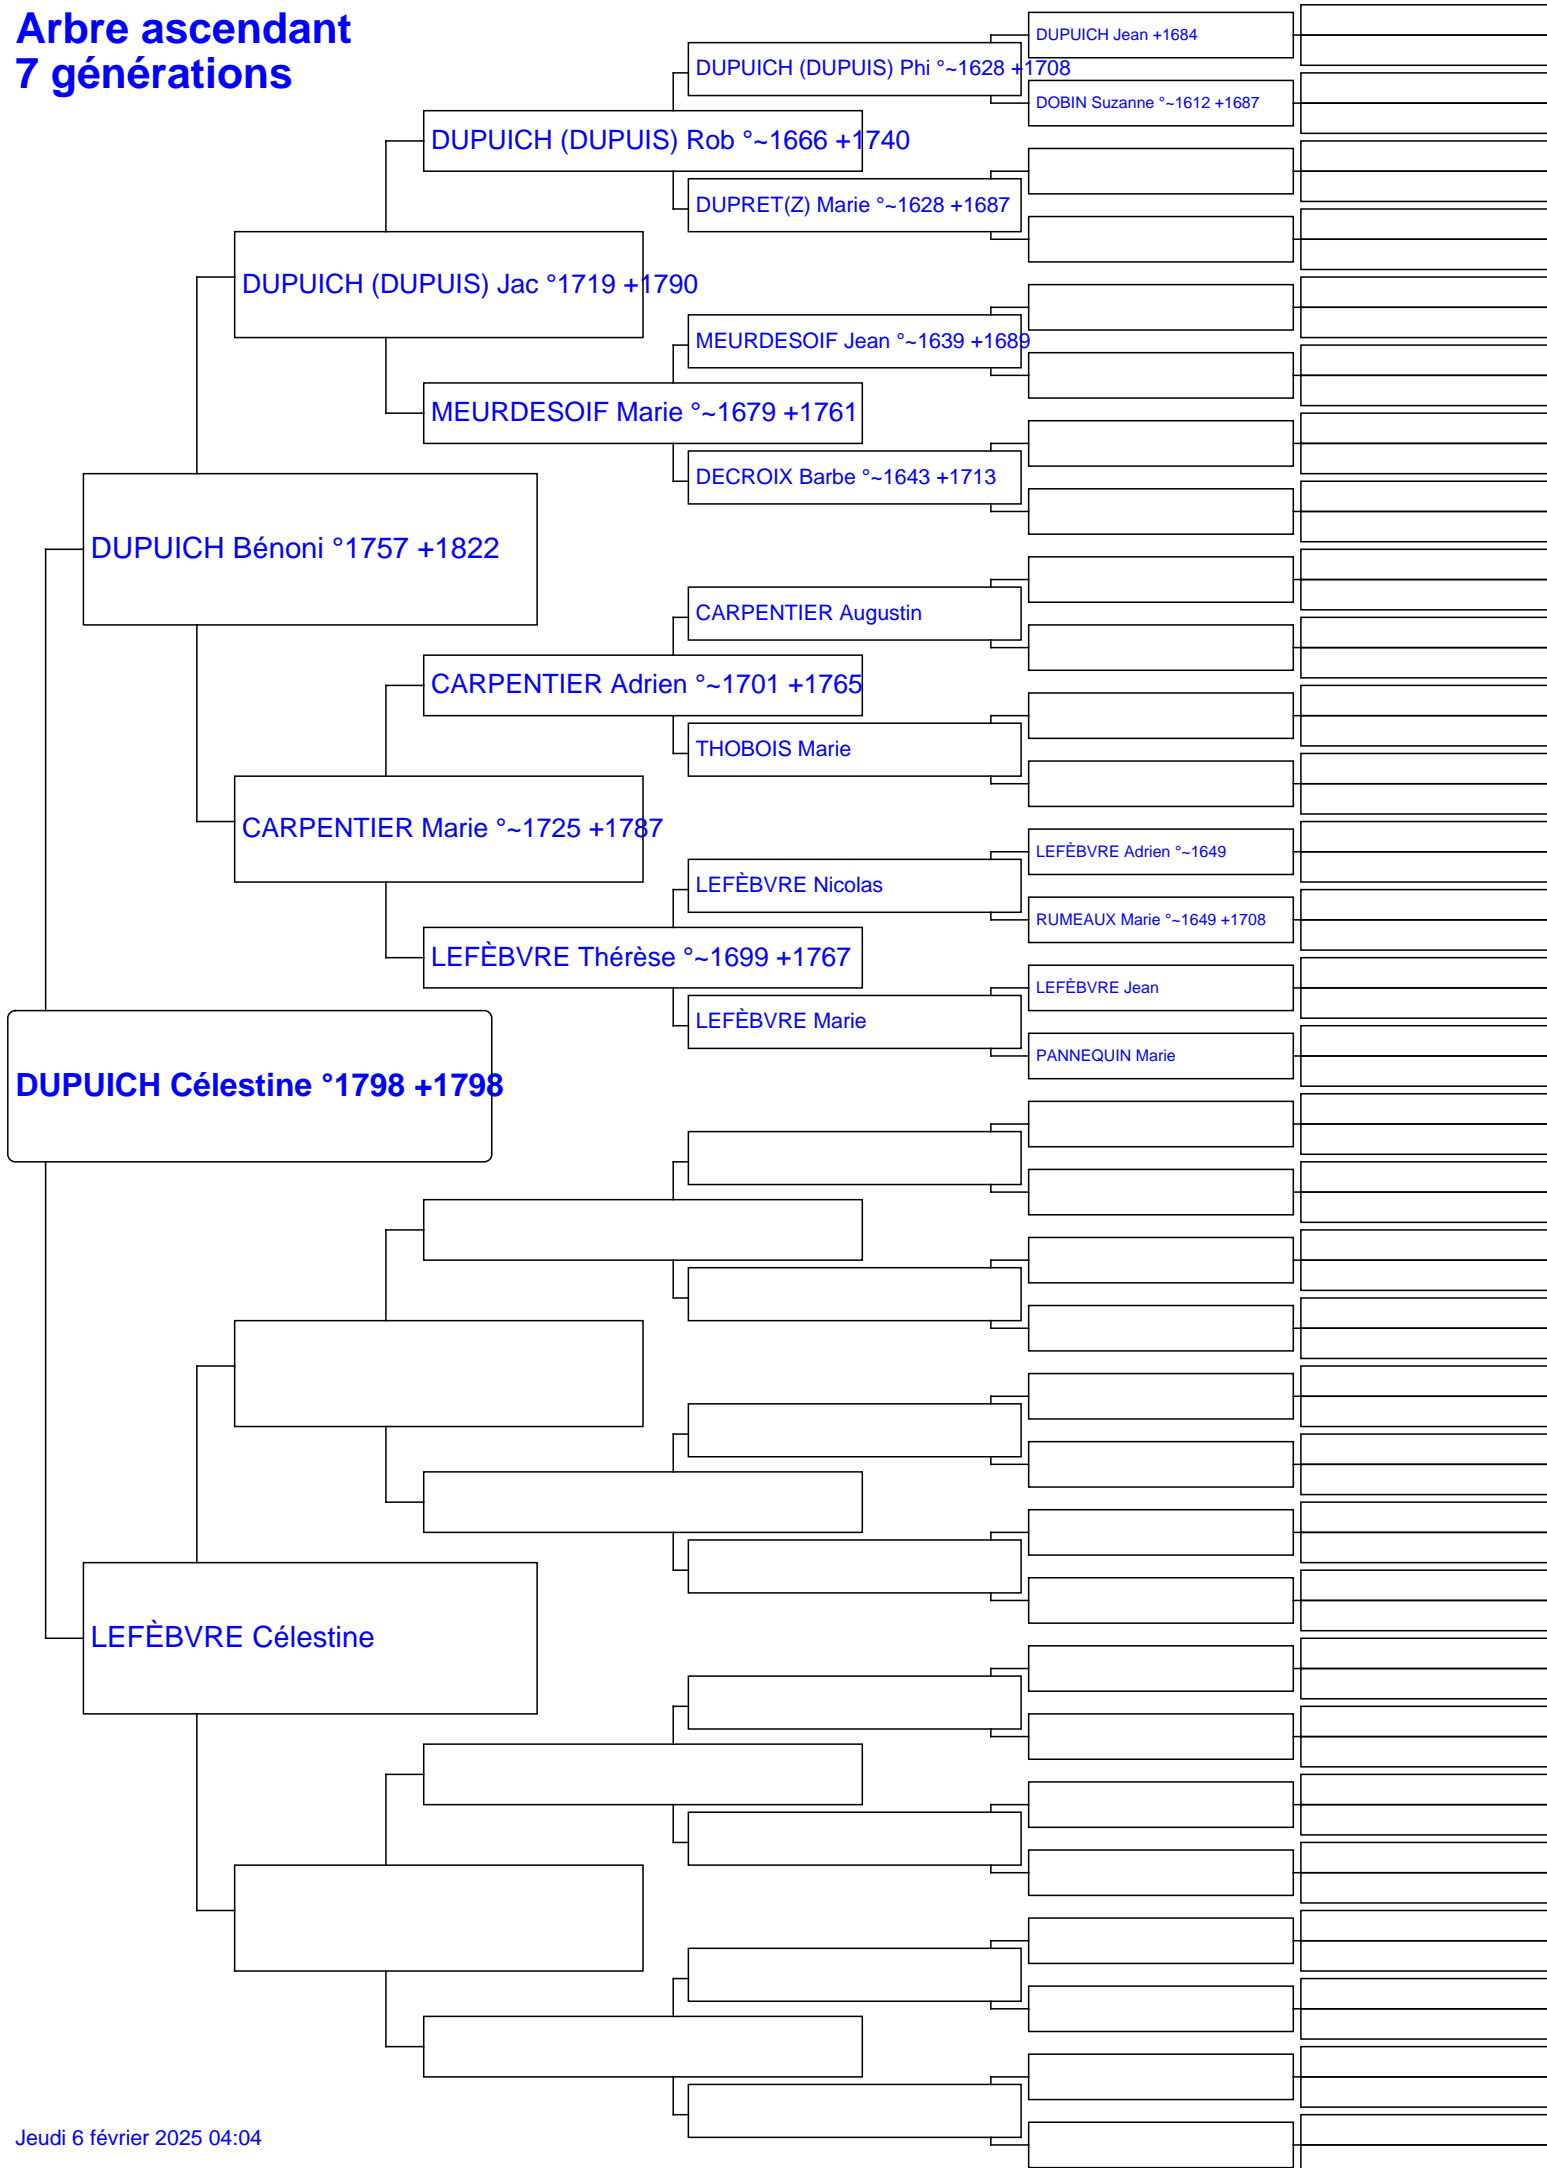 Arbre ascendant
7 générations
DUPUICH Jean +1684
DUPUICH (DUPUIS) Phi °~1628 +1708
DOBIN Suzanne °~1612 +1687
DUPUICH (DUPUIS) Rob °~1666 +1740
DUPRET(Z) Marie °~1628 +1687
DUPUICH (DUPUIS) Jac °1719 +1790
MEURDESOIF Jean °~1639 +1689
MEURDESOIF Marie °~1679 +1761
DECROIX Barbe °~1643 +1713
DUPUICH Bénoni °1757 +1822
CARPENTIER Augustin
CARPENTIER Adrien °~1701 +1765
THOBOIS Marie
CARPENTIER Marie °~1725 +1787
LEFÈBVRE Adrien °~1649
LEFÈBVRE Nicolas
RUMEAUX Marie °~1649 +1708
LEFÈBVRE Thérèse °~1699 +1767
LEFÈBVRE Jean
LEFÈBVRE Marie
PANNEQUIN Marie
DUPUICH Célestine °1798 +1798
LEFÈBVRE Célestine
Jeudi 6 février 2025 04:04